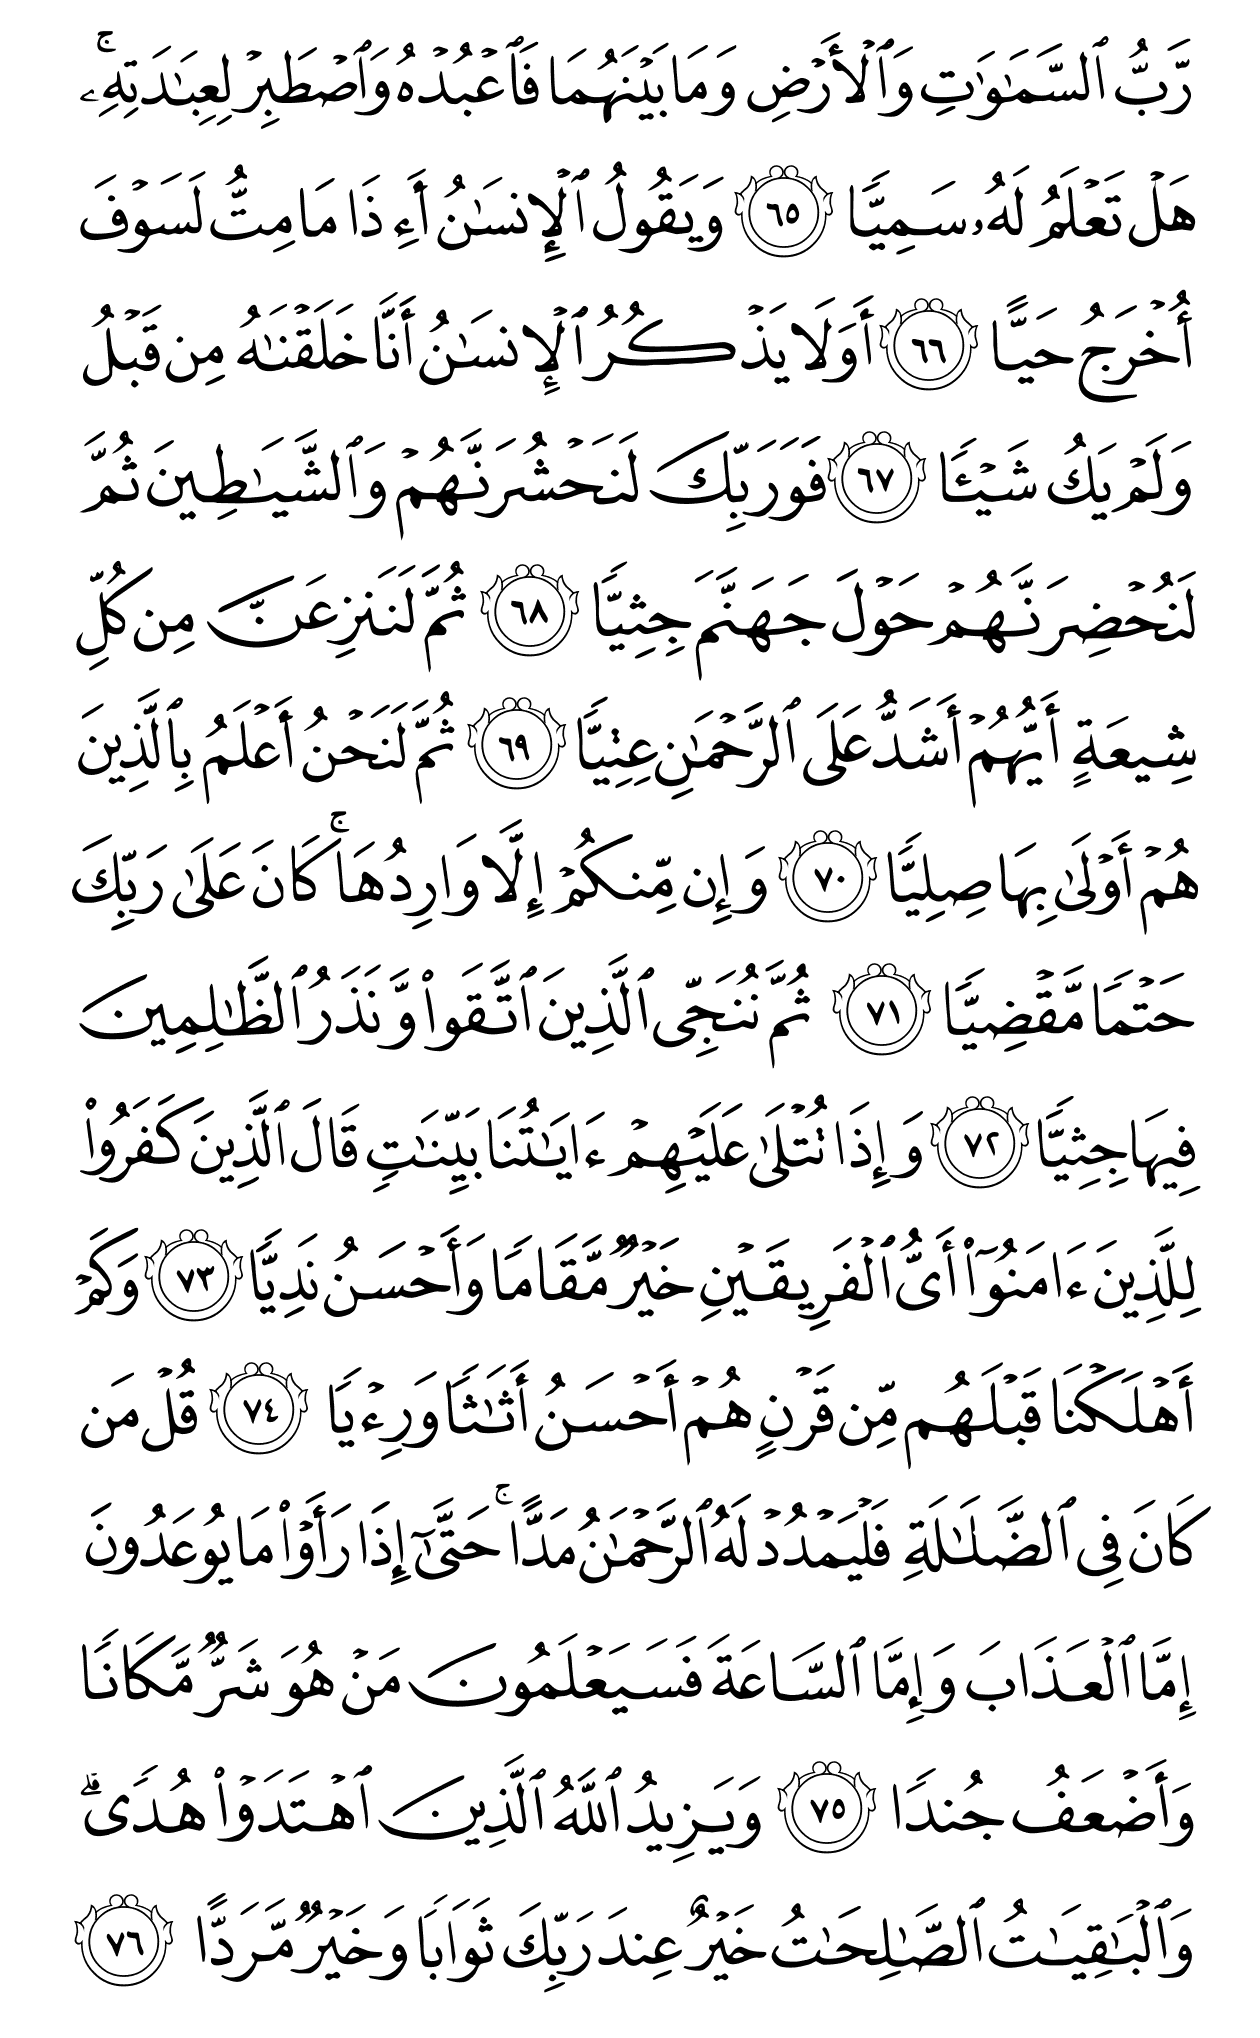 رَّبُّ ٱلسَّمَٰوَٰتِ وَٱلْأَرْضِ وَمَا بَيْنَهُمَا فَٱعْبُدْهُ وَٱصْطَبِرْ لِعِبَٰدَتِهِۦۚ
هَلْ تَعْلَمُ لَهُۥ سَمِيًّا ٦٥ وَيَقُولُ ٱلْإِنسَٰنُ أَءِذَا مَا مِتُّ لَسَوْفَ
أُخْرَجُ حَيًّا ٦٦ أَوَلَا يَذْكُرُ ٱلْإِنسَٰنُ أَنَّا خَلَقْنَٰهُ مِن قَبْلُ
وَلَمْ يَكُ شَيْـًٔا ٦٧ فَوَرَبِّكَ لَنَحْشُرَنَّهُمْ وَٱلشَّيَٰطِينَ ثُمَّ
لَنُحْضِرَنَّهُمْ حَوْلَ جَهَنَّمَ جِثِيًّا ٦٨ ثُمَّ لَنَنزِعَنَّ مِن كُلِّ
شِيعَةٍ أَيُّهُمْ أَشَدُّ عَلَى ٱلرَّحْمَٰنِ عِتِيًّا ٦٩ ثُمَّ لَنَحْنُ أَعْلَمُ بِٱلَّذِينَ
هُمْ أَوْلَىٰ بِهَا صِلِيًّا ٧٠ وَإِن مِّنكُمْ إِلَّا وَارِدُهَاۚ كَانَ عَلَىٰ رَبِّكَ
حَتْمًا مَّقْضِيًّا ٧١ ثُمَّ نُنَجِّى ٱلَّذِينَ ٱتَّقَوا۟ وَّنَذَرُ ٱلظَّٰلِمِينَ
فِيهَا جِثِيًّا ٧٢ وَإِذَا تُتْلَىٰ عَلَيْهِمْ ءَايَٰتُنَا بَيِّنَٰتٍ قَالَ ٱلَّذِينَ كَفَرُوا۟
لِلَّذِينَ ءَامَنُوٓا۟ أَىُّ ٱلْفَرِيقَيْنِ خَيْرٌ مَّقَامًا وَأَحْسَنُ نَدِيًّا ٧٣ وَكَمْ
أَهْلَكْنَا قَبْلَهُم مِّن قَرْنٍ هُمْ أَحْسَنُ أَثَٰثًا وَرِءْيًا ٧٤ قُلْ مَن
كَانَ فِى ٱلضَّلَٰلَةِ فَلْيَمْدُدْ لَهُ ٱلرَّحْمَٰنُ مَدًّاۚ حَتَّىٰٓ إِذَا رَأَوْا۟ مَا يُوعَدُونَ
إِمَّا ٱلْعَذَابَ وَإِمَّا ٱلسَّاعَةَ فَسَيَعْلَمُونَ مَنْ هُوَ شَرٌّ مَّكَانًا
وَأَضْعَفُ جُندًا ٧٥ وَيَزِيدُ ٱللَّهُ ٱلَّذِينَ ٱهْتَدَوْا۟ هُدًىۗ
وَٱلْبَٰقِيَٰتُ ٱلصَّٰلِحَٰتُ خَيْرٌ عِندَ رَبِّكَ ثَوَابًا وَخَيْرٌ مَّرَدًّا ٧٦